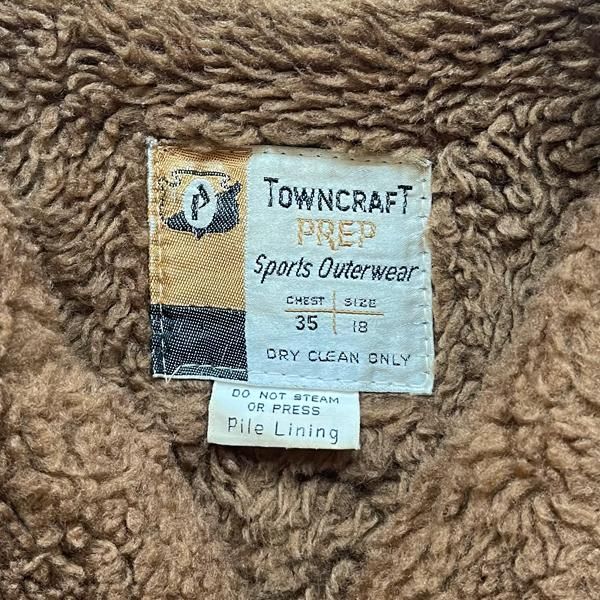 P
TOWNCRAFT
PREP
Sports Outerwear
CHEST SIZE
35 18
DRY CLEAN ONLY
DO NOT STEAM
OR PRESS
Pile Lining